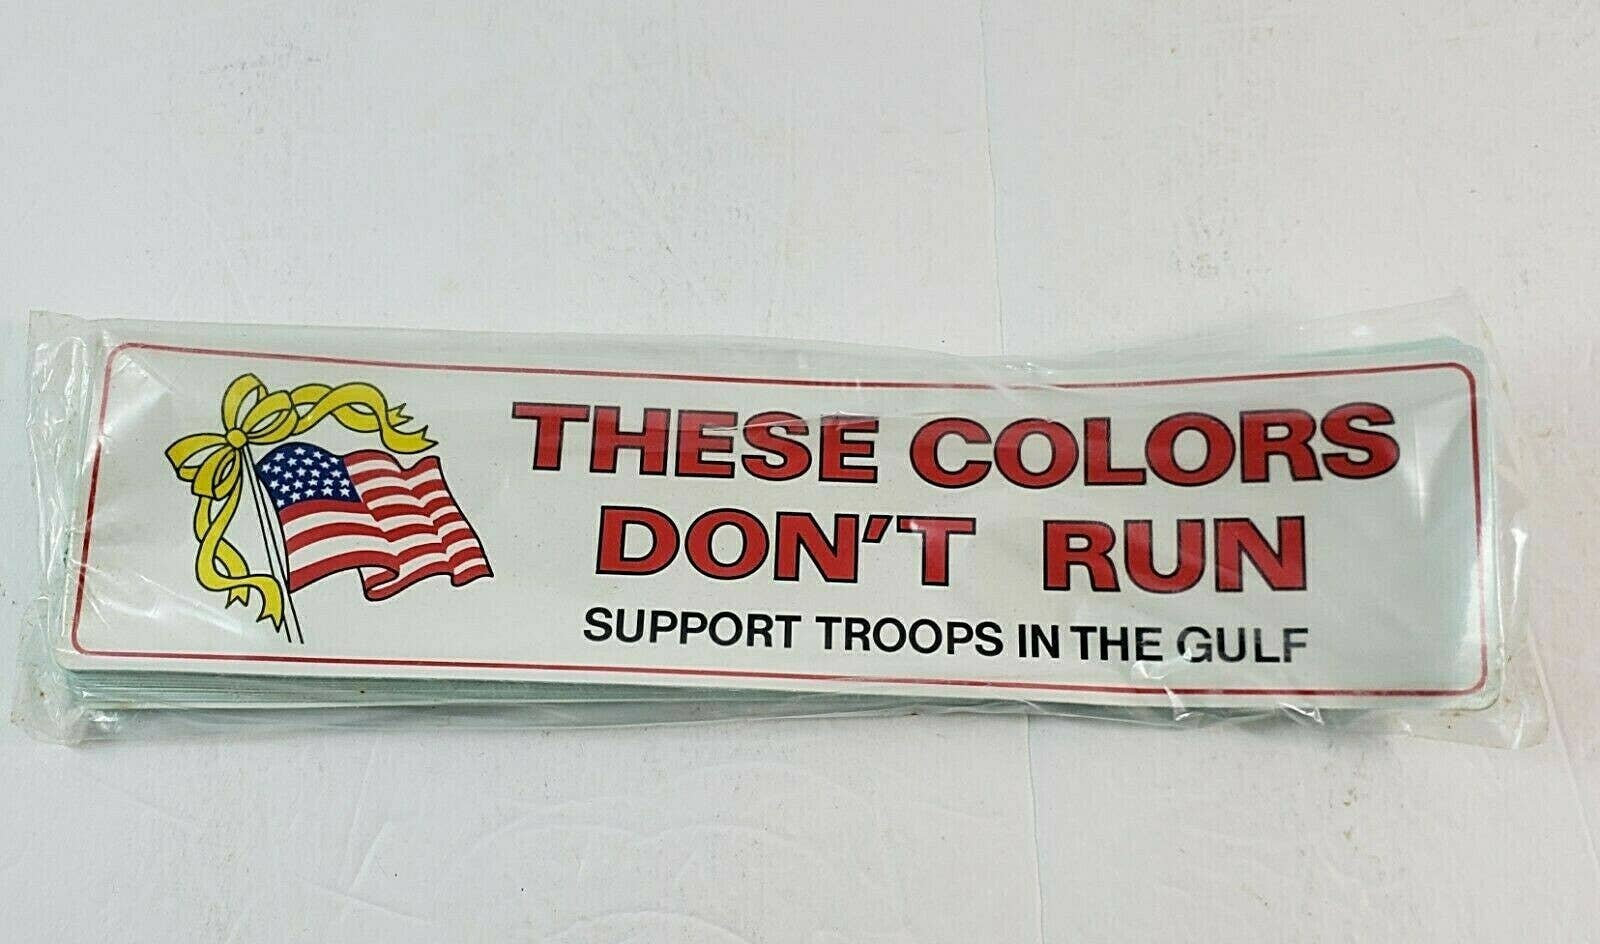 THESE COLORS
DON'T RUN
SUPPORT TROOPS IN THE GULF